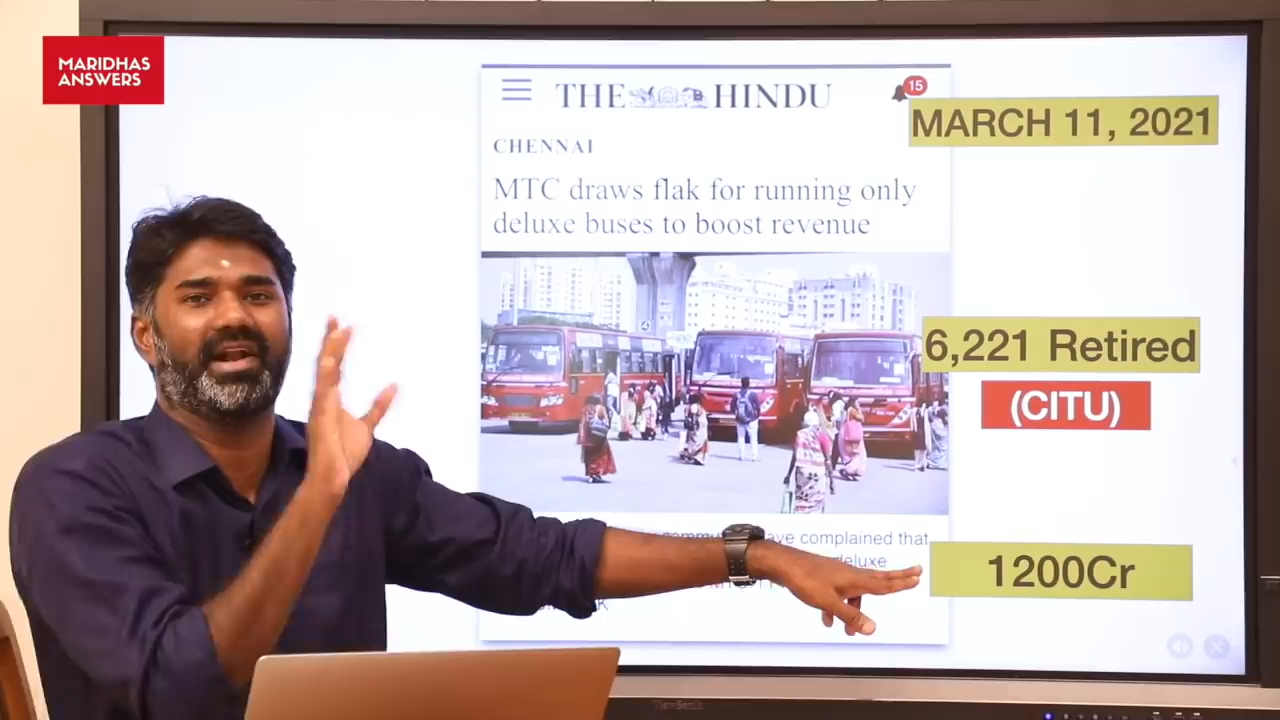 MARIDHAS
ANSWERS
THE HINDU
15
MARCH 11, 2021
CHENNAI
MTC draws flak for running only
deluxe buses to boost revenue
6,221 Retired
(CITU)
complained that
deluxe
1200Cr
ViewSonic